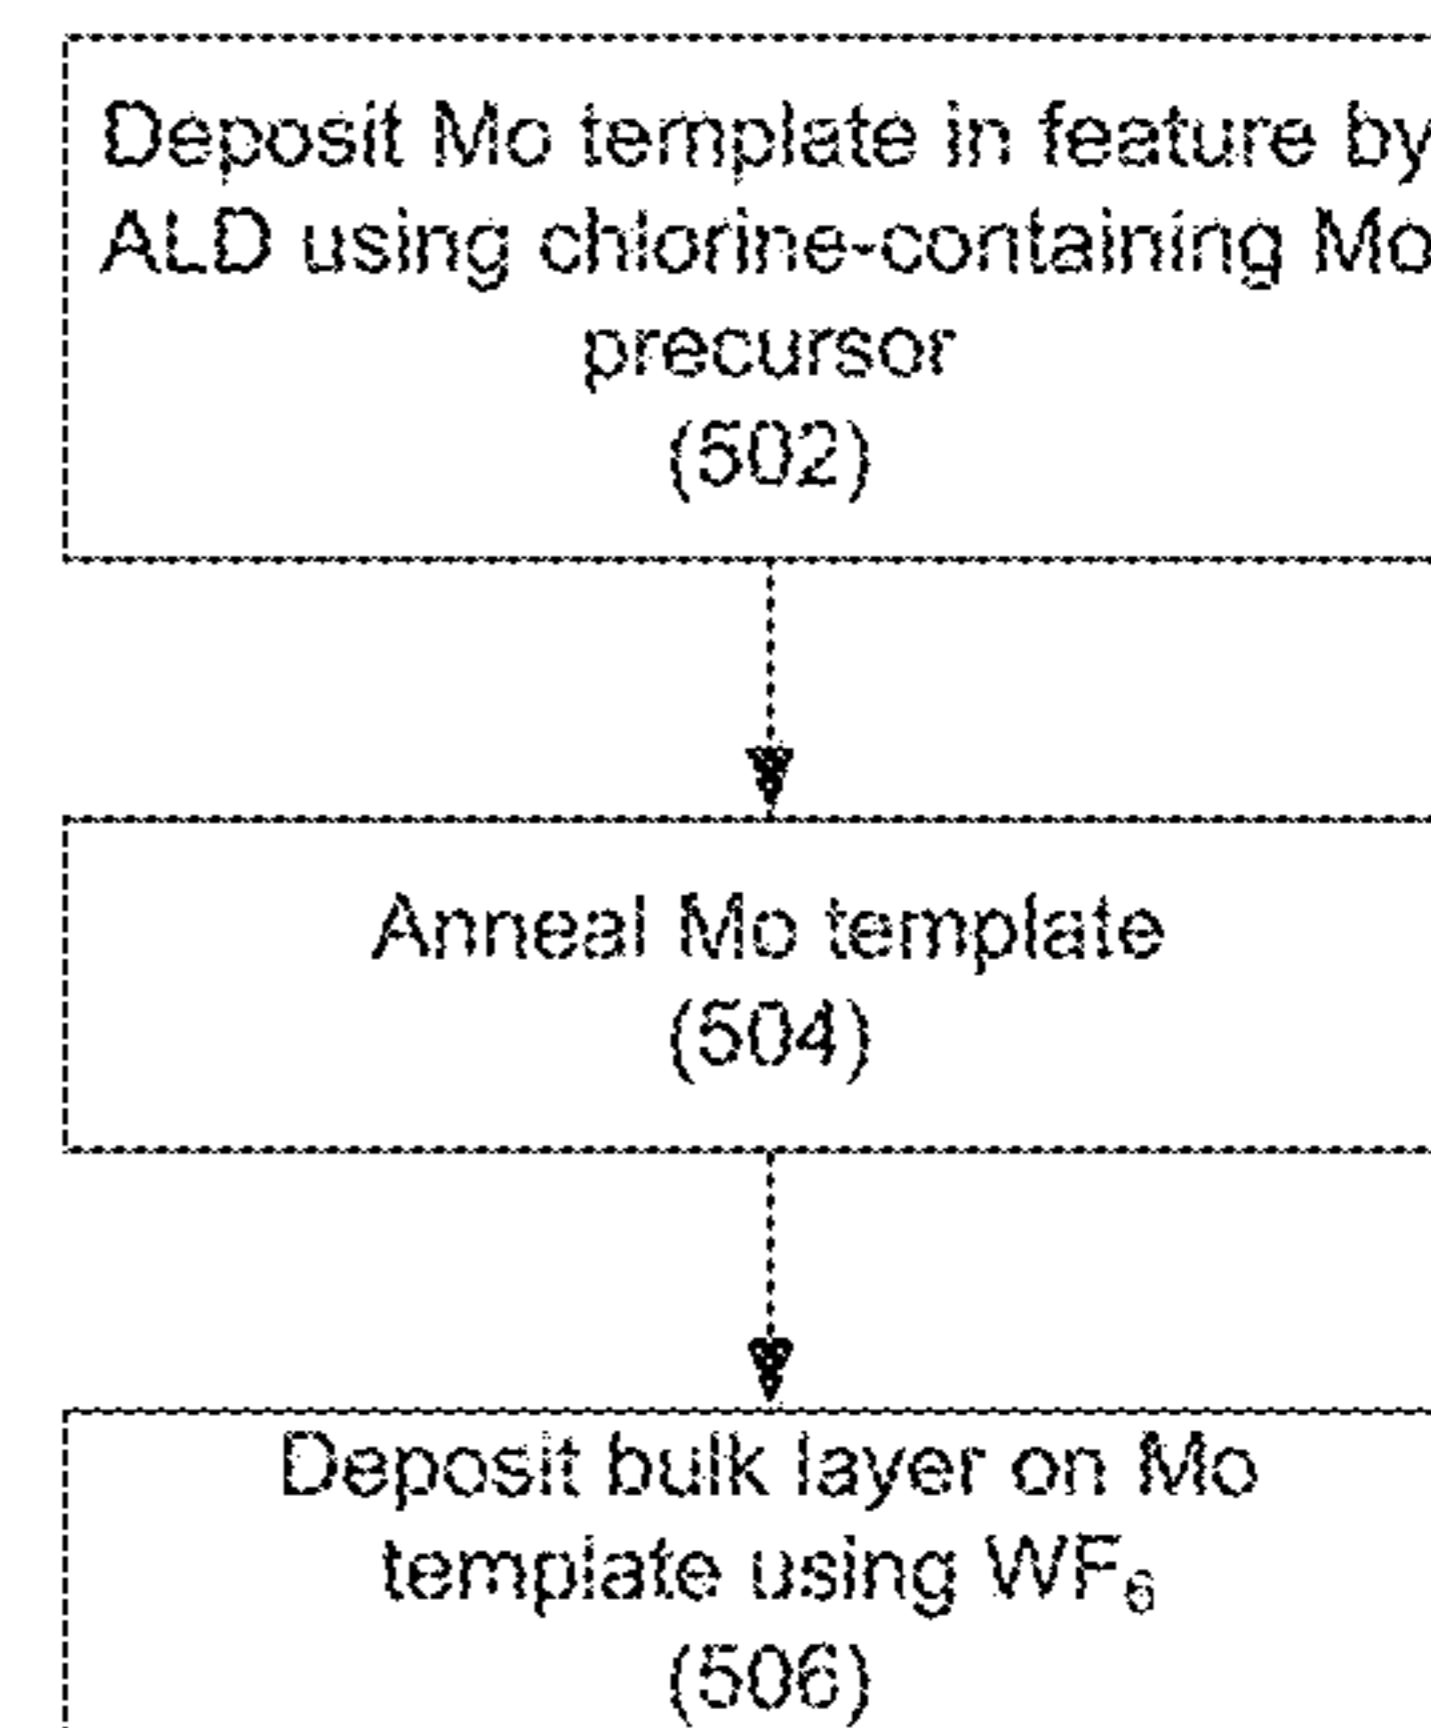 Deposit Mo template in feature by
ALD using chlorine-containing Mo
precursor
(502)
Anneal Mo template
(504)
Deposit bulk layer on Mo
template using WF₆
(506)